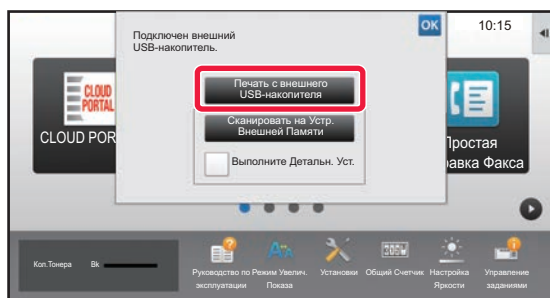 Подключен внешний
USB-накопитель.
OK
10:15
Печать с внешнего
USB-накопителя
Сканировать на Устр.
Внешней Памяти
Выполните Детальн. Уст.
CLOUD
PORTAL
CLOUD POR
Простая
равка Факса
Кол.Тонера
Bk
Руководство по
эксплуатации
Режим Увелич.
Показа
Установки
Общий Счетчик
Настройка
Яркости
Управление
заданиями